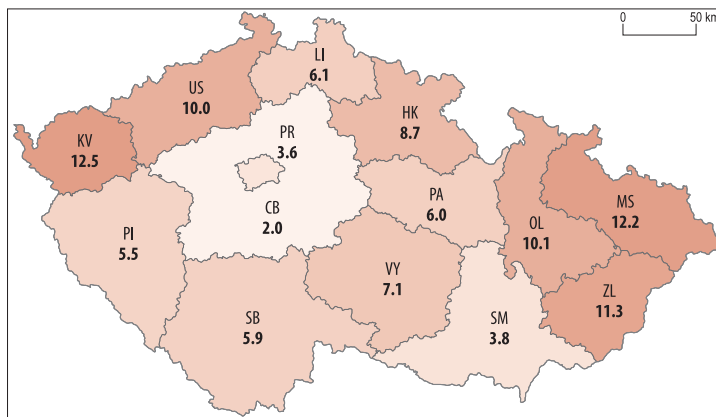 0 50 km
LI
6.1
US
10.0
HK
8.7
PR
3.6
KV
12.5
PA
6.0
MS
12.2
CB
2.0
OL
10.1
PI
5.5
VY
7.1
ZL
11.3
SB
5.9
SM
3.8